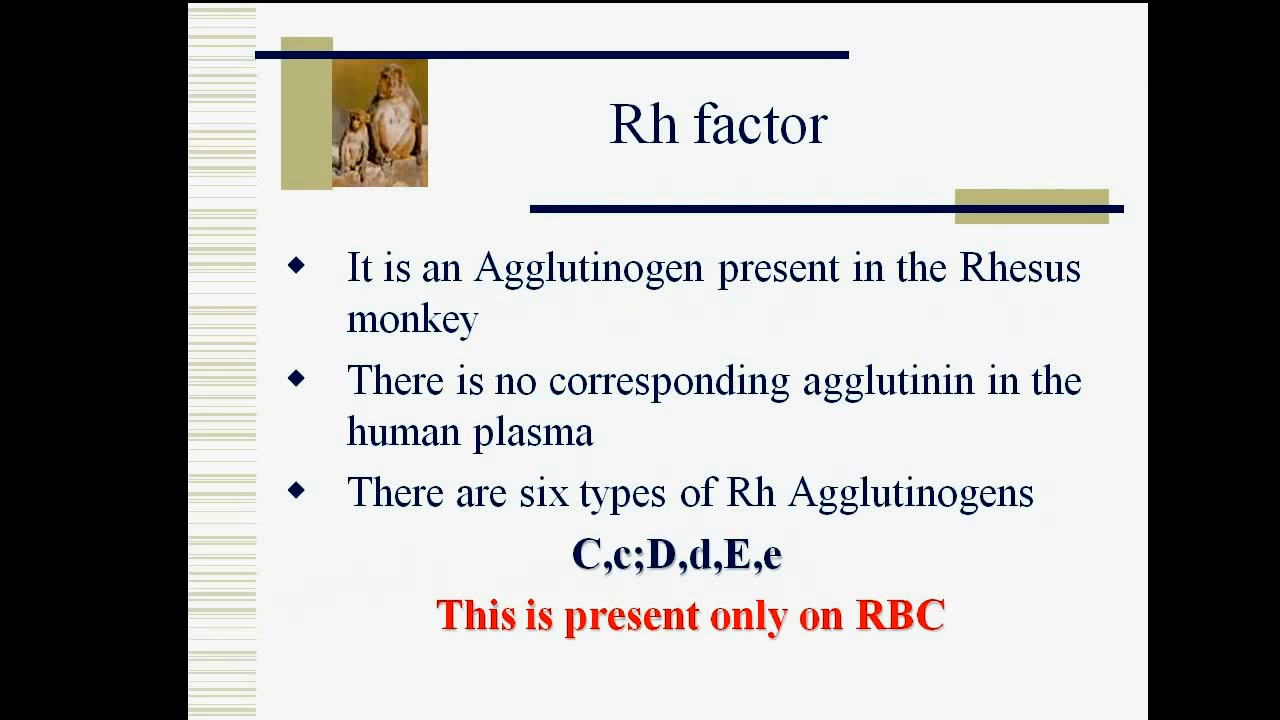 Rh factor
It is an Agglutinogen present in the Rhesus
monkey
There is no corresponding agglutinin in the
human plasma
There are six types of Rh Agglutinogens
C,c;D,d,E,e
This is present only on RBC